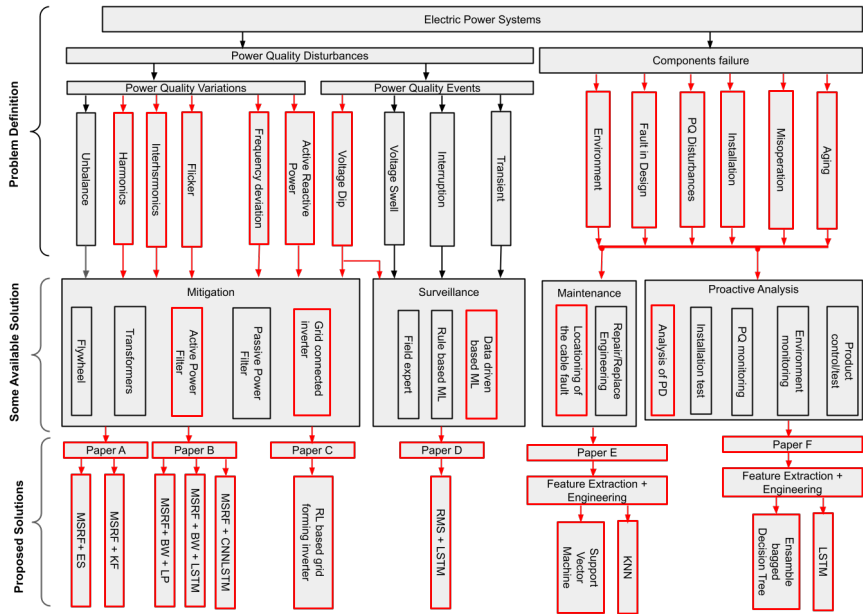 Electric Power Systems
Power Quality Disturbances
Components failure
Power Quality Variations
Power Quality Events
Problem Definition
Unbalance
Harmonics
Interhsrmonics
Flicker
Frequency deviation
Active Reactive
Power
Voltage Dip
Voltage Swell
Interruption
Transient
Environment
Fault in Design
PQ Disturbances
Installation
Misoperation
Aging
Some Available Solution
Mitigation
Flywheel
Transformers
Active Power
Filter
Passive Power
Filter
Grid connected
inverter
Surveillance
Field expert
Rule based ML
Data driven
based ML
Maintenance
Locationing of
the cable fault
Repair/Replace
Engineering
Proactive Analysis
Analysis of PD
Installation test
PQ monitoring
Environment
monitoring
Product
control/test
Proposed Solutions
Paper A
Paper B
Paper C
Paper D
Paper E
Paper F
MSRF+ ES
MSRF + KF
MSRF+ BW + LP
MSRF + BW + LSTM
MSRF + CNNLSTM
RL based grid
forming inverter
RMS + LSTM
Feature Extraction +
Engineering
Support
Vector
Machine
KNN
Feature Extraction +
Engineering
Ensamble
bagged
Decision Tree
LSTM